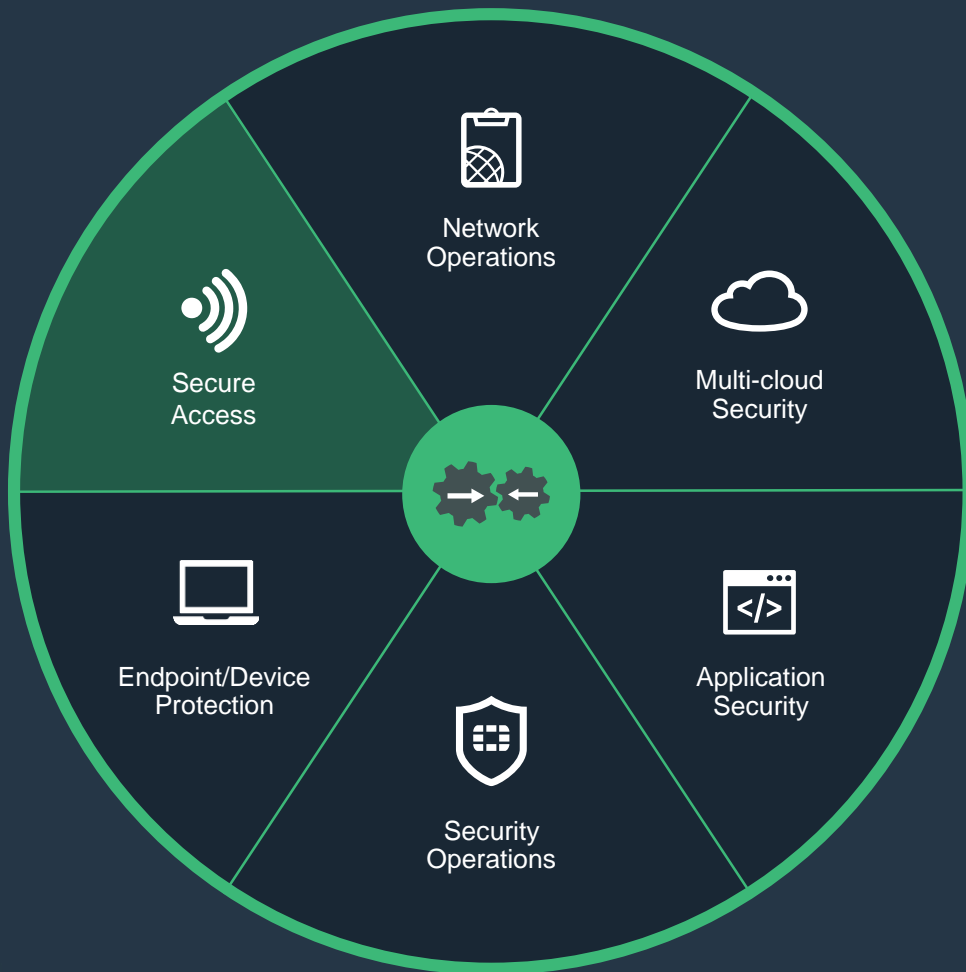 Network
Operations
Secure
Access
Multi-cloud
Security
Endpoint/Device
Protection
</>
Application
Security
Security
Operations